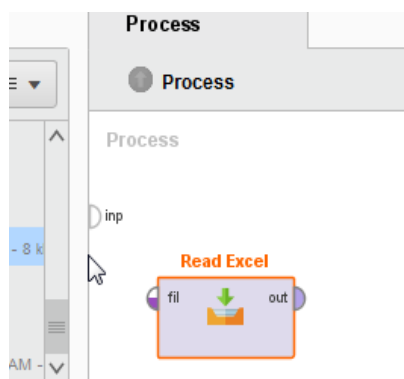 Process
Process
Process
inp
- 8 k
Read Excel
fil
out
AM -